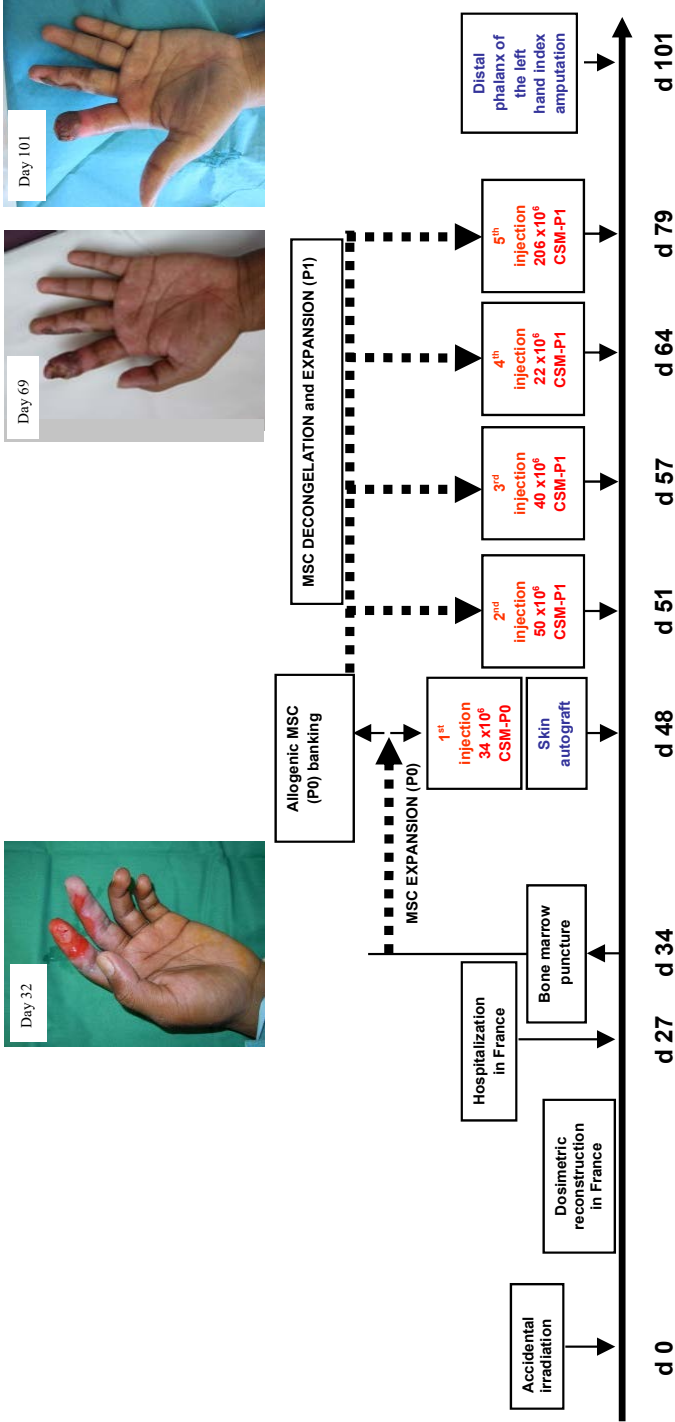 Day 32
Day 69
Day 101
Allogenic MSC
(P0) banking
MSC DECONGELATION and EXPANSION (P1)
MSC EXPANSION (P0)
Accidental
irradiation
Dosimetric
reconstruction
in France
Hospitalization
in France
Bone marrow
puncture
1st
injection
34 x10⁶
CSM-P0
Skin
autograft
2nd
injection
50 x10⁶
CSM-P1
3rd
injection
40 x10⁶
CSM-P1
4th
injection
22 x10⁶
CSM-P1
5th
injection
206 x10⁶
CSM-P1
Distal
phalanx of
the left
hand index
amputation
d 0
d 27
d 34
d 48
d 51
d 57
d 64
d 79
d 101